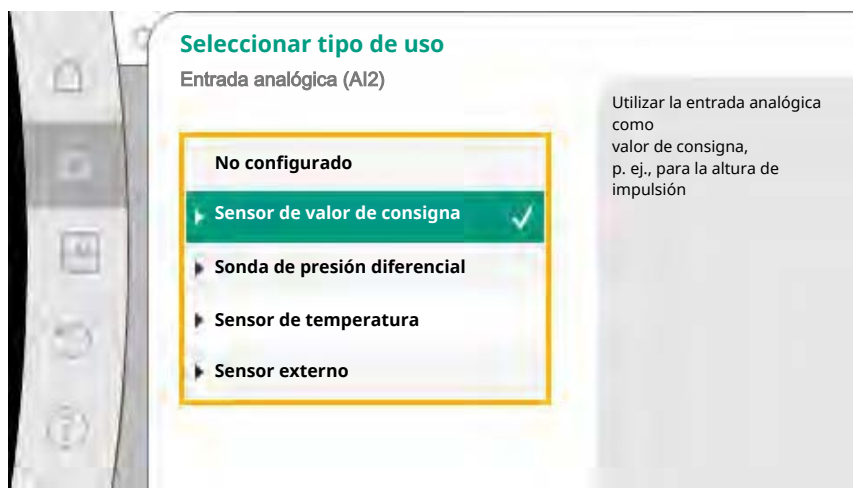 Seleccionar tipo de uso
Entrada analógica (AI2)
No configurado
Sensor de valor de consigna
Sonda de presión diferencial
Sensor de temperatura
Sensor externo
Utilizar la entrada analógica
como
valor de consigna,
p. ej., para la altura de
impulsión